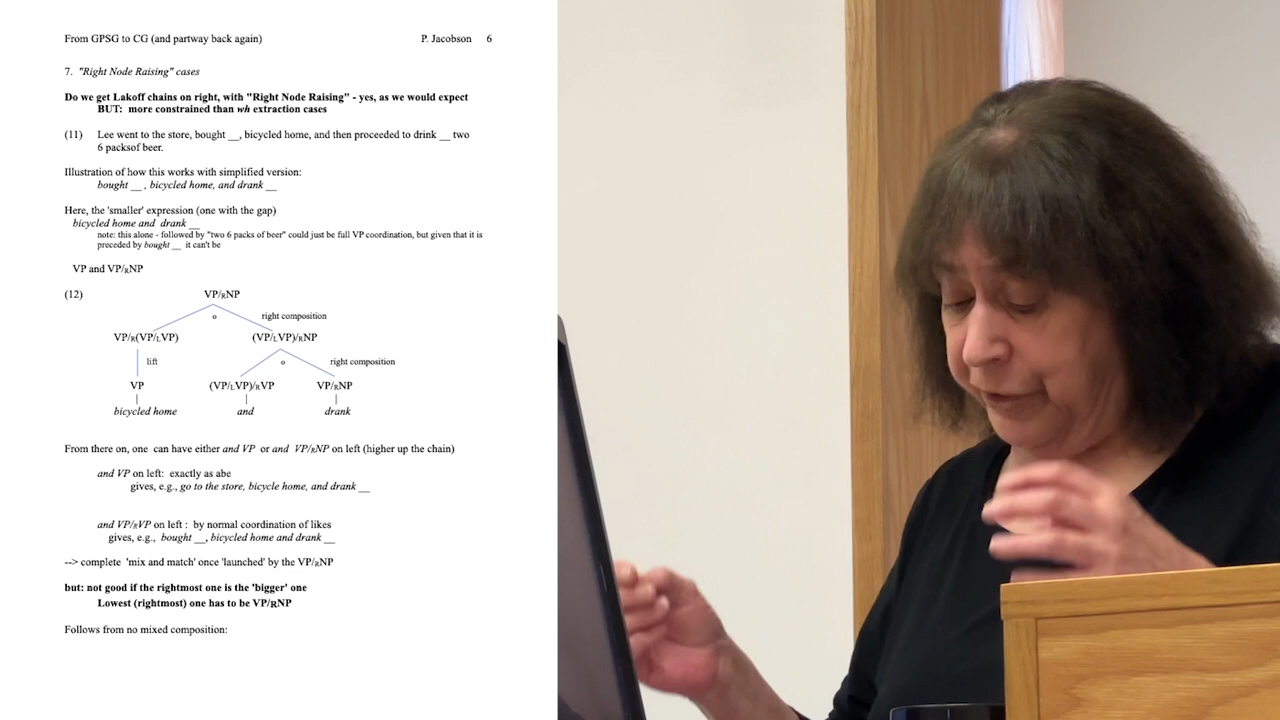 From GPSG to CG (and partway back again) P. Jacobson 6
7. "Right Node Raising" cases
Do we get Lakoff chains on right, with "Right Node Raising" - yes, as we would expect
BUT: more constrained than wh extraction cases
(11) Lee went to the store, bought __, bicycled home, and then proceeded to drink __ two
6 packsof beer.
Illustration of how this works with simplified version:
bought __ , bicycled home, and drank __
Here, the 'smaller' expression (one with the gap)
bicycled home and drank __
note: this alone - followed by "two 6 packs of beer" could just be full VP coordination, but given that it is
preceded by bought __ it can't be
VP and VP/RNP
(12) VP/RNP
o right composition
VP/R(VP/LVP) (VP/LVP)/RNP
lift o right composition
VP (VP/LVP)/RVP VP/RNP
bicycled home and drank
From there on, one can have either and VP or and VP/RNP on left (higher up the chain)
and VP on left: exactly as abe
gives, e.g., go to the store, bicycle home, and drank __
and VP/RVP on left : by normal coordination of likes
gives, e.g., bought __, bicycled home and drank __
--> complete 'mix and match' once 'launched' by the VP/RNP
but: not good if the rightmost one is the 'bigger' one
Lowest (rightmost) one has to be VP/RNP
Follows from no mixed composition: